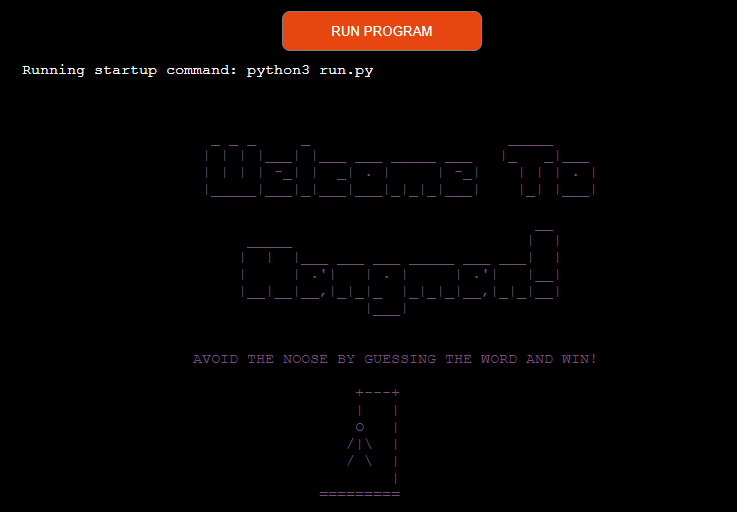 RUN PROGRAM
Running startup command: python3 run.py
Welcome To
Hangman!
AVOID THE NOOSE BY GUESSING THE WORD AND WIN!